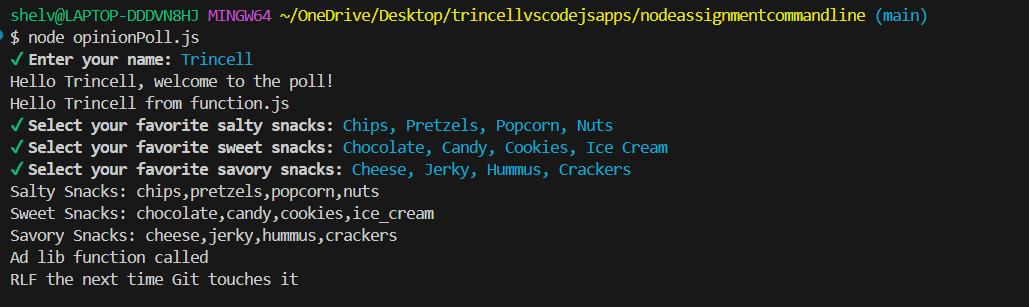 shelv@LAPTOP-DDDVN8HJ MINGW64 ~/OneDrive/Desktop/trincellvscodejsapps/nodeassignmentcommandline (main)
$ node opinionPoll.js
✓ Enter your name: Trincell
Hello Trincell, welcome to the poll!
Hello Trincell from function.js
✓ Select your favorite salty snacks: Chips, Pretzels, Popcorn, Nuts
✓ Select your favorite sweet snacks: Chocolate, Candy, Cookies, Ice Cream
✓ Select your favorite savory snacks: Cheese, Jerky, Hummus, Crackers
Salty Snacks: chips,pretzels,popcorn,nuts
Sweet Snacks: chocolate,candy,cookies,ice_cream
Savory Snacks: cheese,jerky,hummus,crackers
Ad lib function called
RLF the next time Git touches it